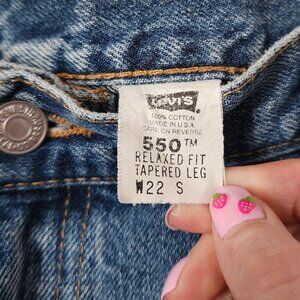 LEVI'S
100% COTTON
MADE IN U.S.A.
CARE ON REVERSE
550™
RELAXED FIT
TAPERED LEG
W22 S